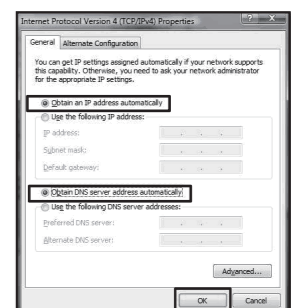 Internet Protocol Version 4 (TCP/IPv4) Properties
General
Alternate Configuration
You can get IP settings assigned automatically if your network supports
this capability. Otherwise, you need to ask your network administrator
for the appropriate IP settings.
Obtain an IP address automatically
Use the following IP address:
IP address:
Subnet mask:
Default gateway:
Obtain DNS server address automatically
Use the following DNS server addresses:
Preferred DNS server:
Alternate DNS server:
Advanced...
OK
Cancel